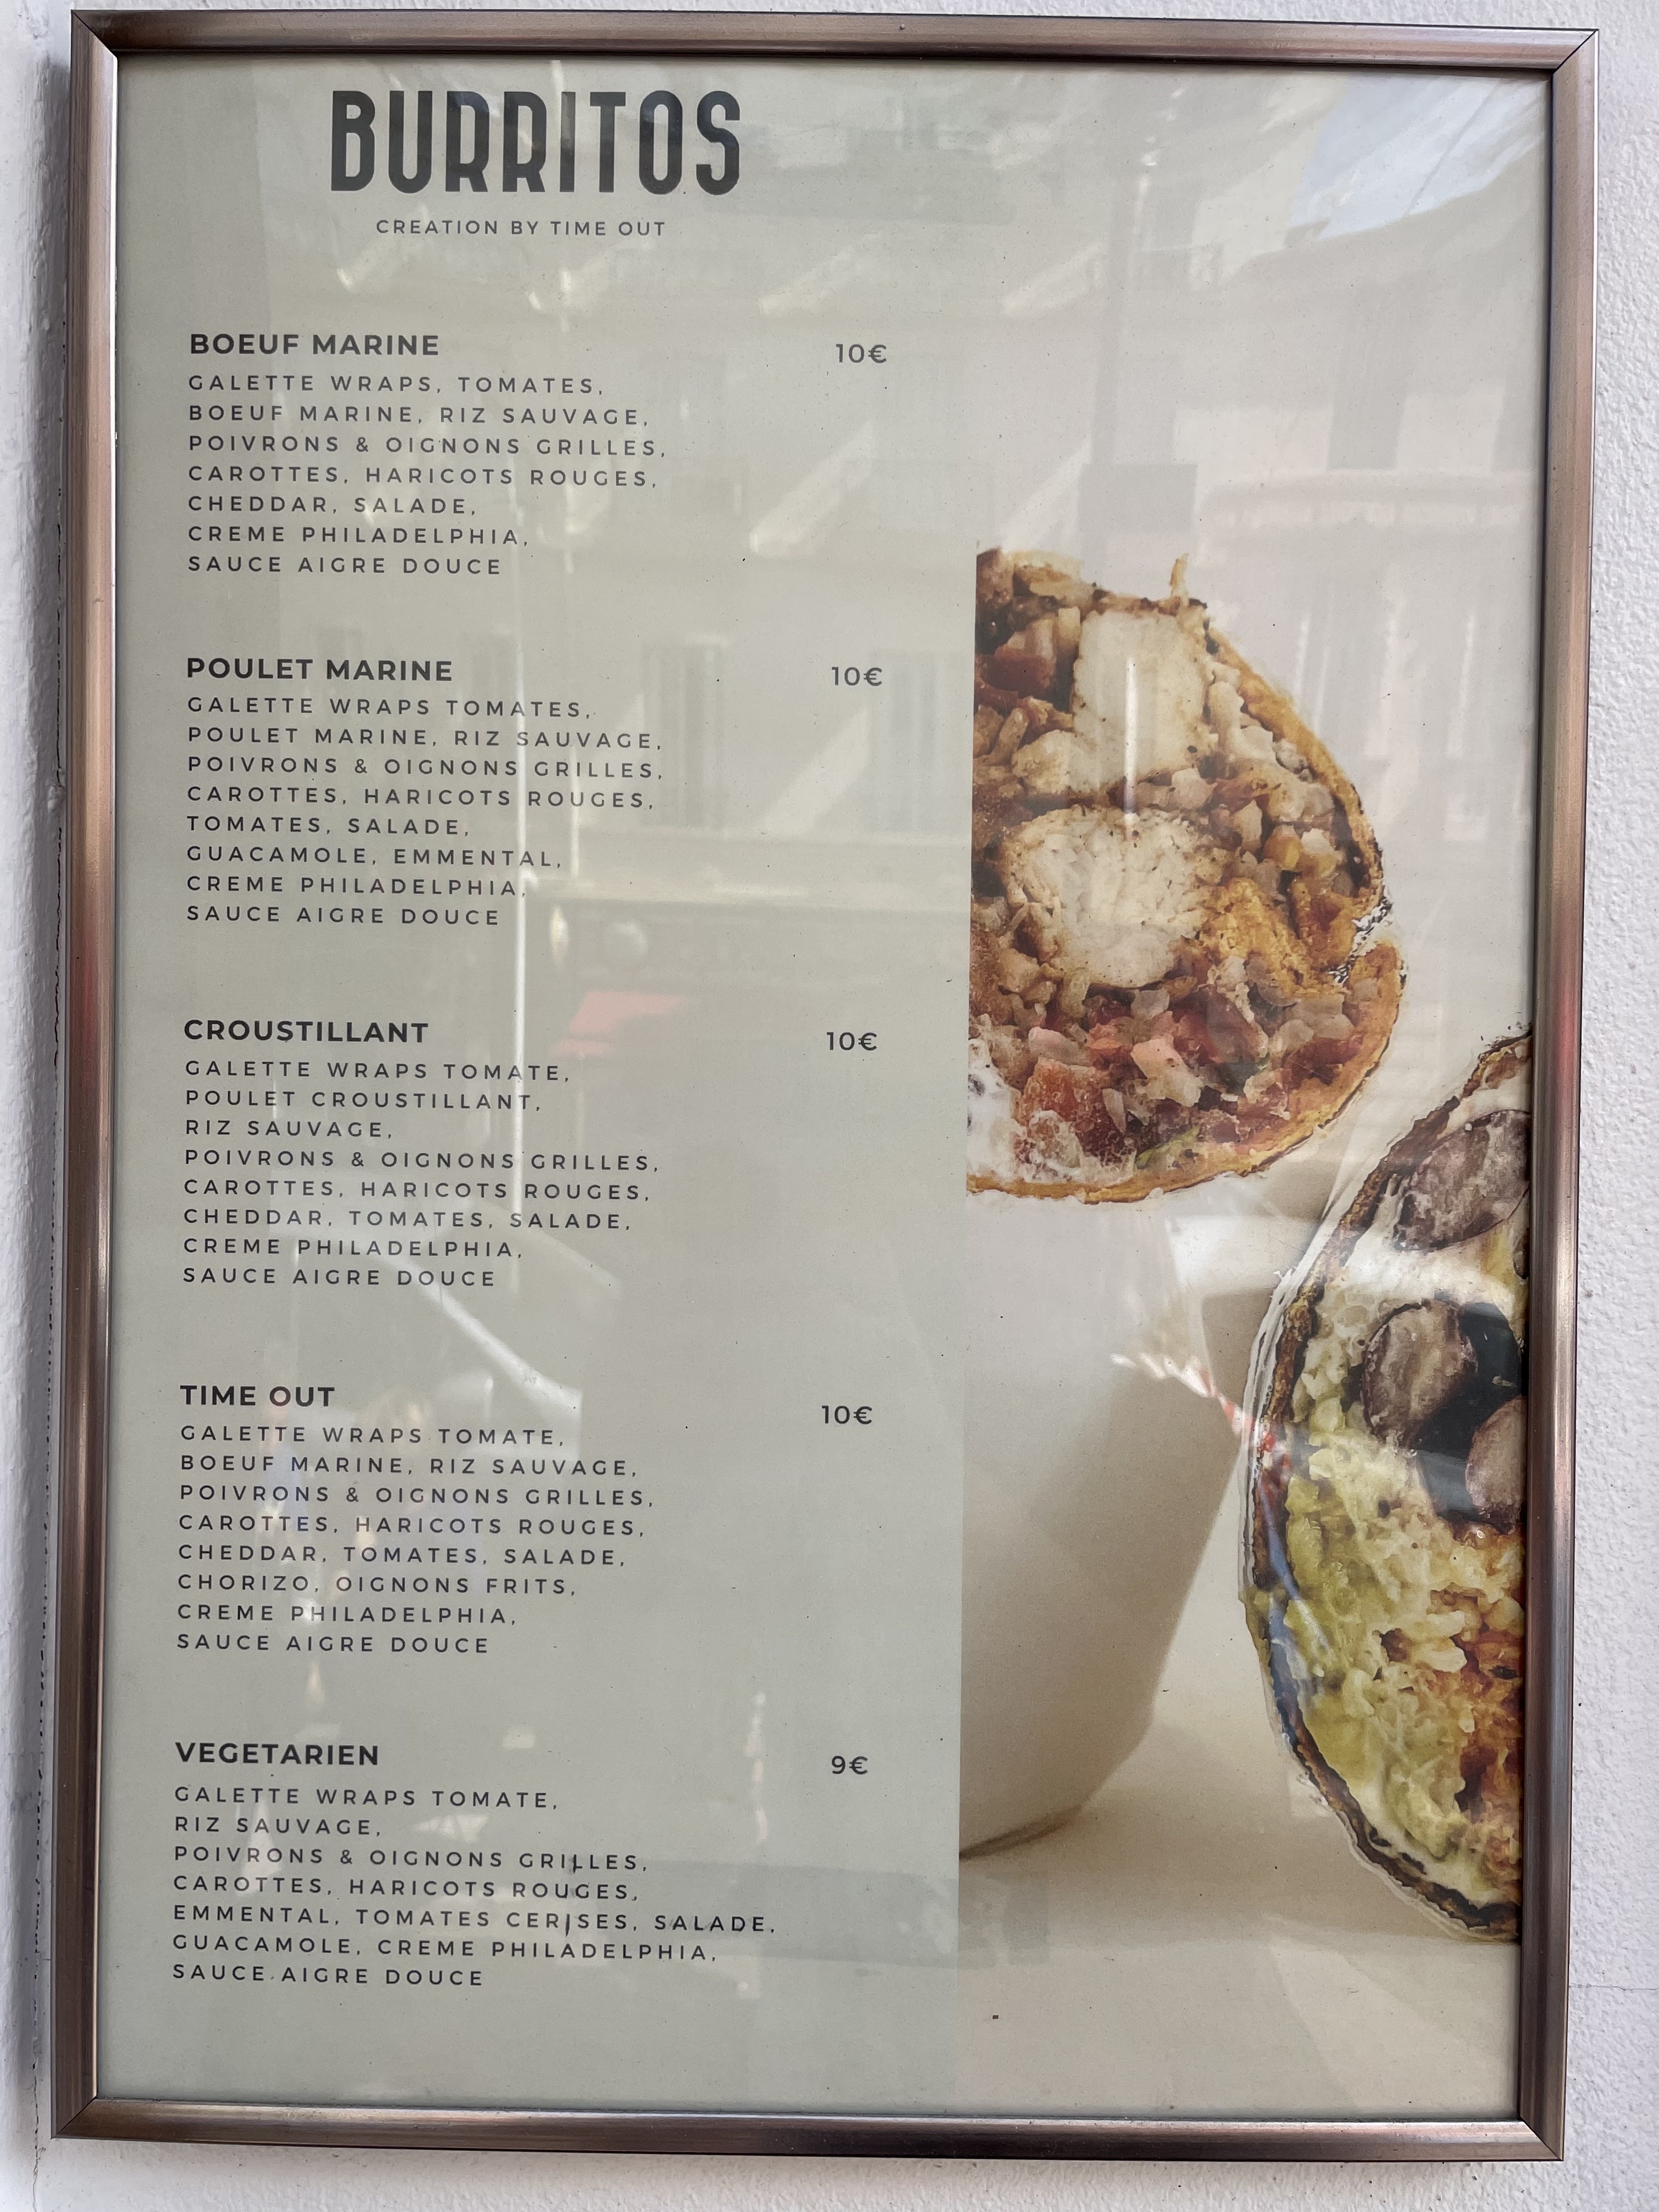 BURRITOS
CREATION BY TIME OUT
BOEUF MARINE 10€
GALETTE WRAPS, TOMATES,
BOEUF MARINE, RIZ SAUVAGE,
POIVRONS & OIGNONS GRILLES,
CAROTTES, HARICOTS ROUGES,
CHEDDAR, SALADE,
CREME PHILADELPHIA,
SAUCE AIGRE DOUCE
POULET MARINE 10€
GALETTE WRAPS TOMATES,
POULET MARINE, RIZ SAUVAGE,
POIVRONS & OIGNONS GRILLES,
CAROTTES, HARICOTS ROUGES,
TOMATES, SALADE,
GUACAMOLE, EMMENTAL,
CREME PHILADELPHIA,
SAUCE AIGRE DOUCE
CROUSTILLANT 10€
GALETTE WRAPS TOMATE,
POULET CROUSTILLANT,
RIZ SAUVAGE,
POIVRONS & OIGNONS GRILLES,
CAROTTES, HARICOTS ROUGES,
CHEDDAR, TOMATES, SALADE,
CREME PHILADELPHIA,
SAUCE AIGRE DOUCE
TIME OUT 10€
GALETTE WRAPS TOMATE,
BOEUF MARINE, RIZ SAUVAGE,
POIVRONS & OIGNONS GRILLES,
CAROTTES, HARICOTS ROUGES,
CHEDDAR, TOMATES, SALADE,
CHORIZO, OIGNONS FRITS,
CREME PHILADELPHIA,
SAUCE AIGRE DOUCE
VEGETARIEN 9€
GALETTE WRAPS TOMATE,
RIZ SAUVAGE,
POIVRONS & OIGNONS GRILLES,
CAROTTES, HARICOTS ROUGES,
EMMENTAL, TOMATES CERISES, SALADE,
GUACAMOLE, CREME PHILADELPHIA,
SAUCE AIGRE DOUCE